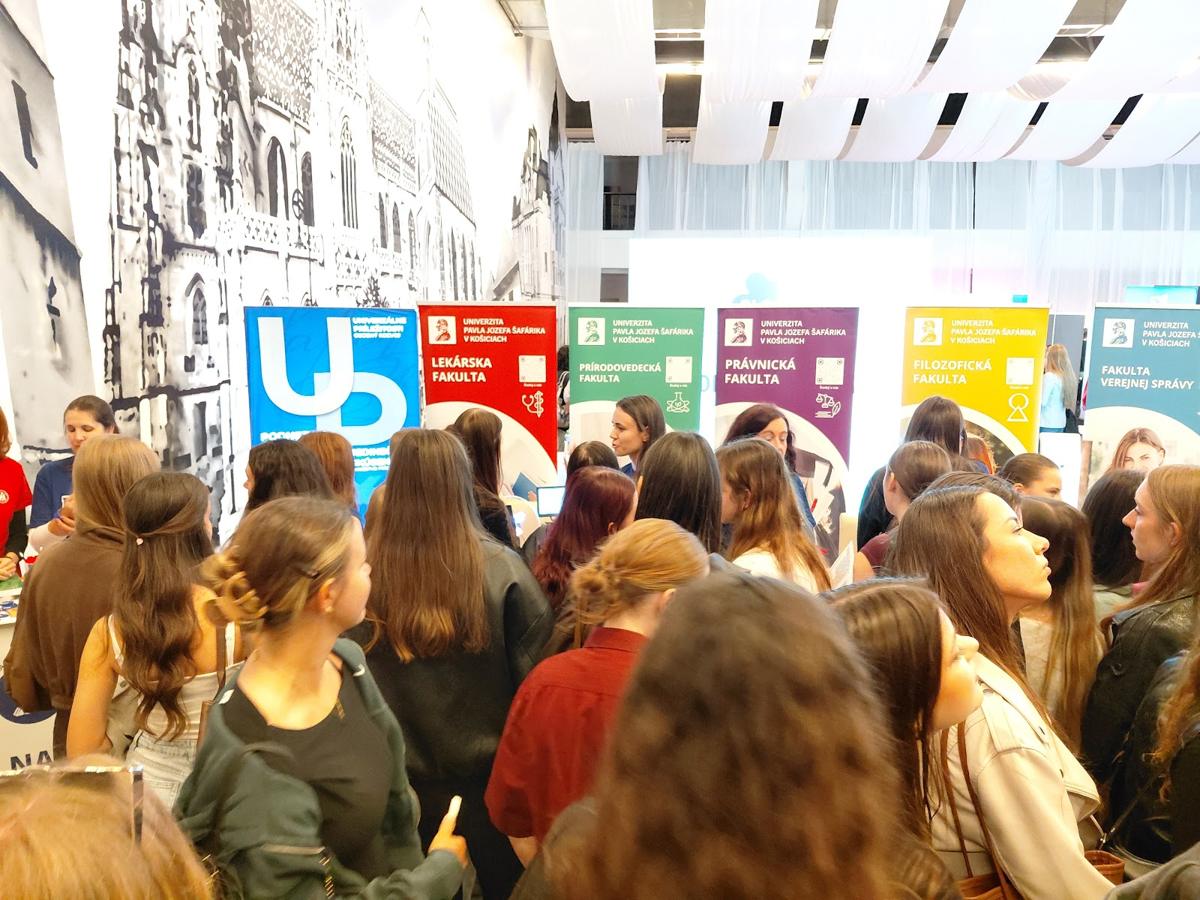 UNIVERZITA
PAVLA JOZEFA ŠAFÁRIKA
V KOŠICIACH
LEKÁRSKA
FAKULTA
UNIVERZITA
PAVLA JOZEFA ŠAFÁRIKA
V KOŠICIACH
PRÍRODOVEDECKÁ
FAKULTA
UNIVERZITA
PAVLA JOZEFA ŠAFÁRIKA
V KOŠICIACH
PRÁVNICKÁ
FAKULTA
UNIVERZITA
PAVLA JOZEFA ŠAFÁRIKA
V KOŠICIACH
FILOZOFICKÁ
FAKULTA
UNIVERZITA
PAVLA JOZEFA
V KOŠICIACH
FAKULTA
VEREJNEJ SPRÁVY
NA